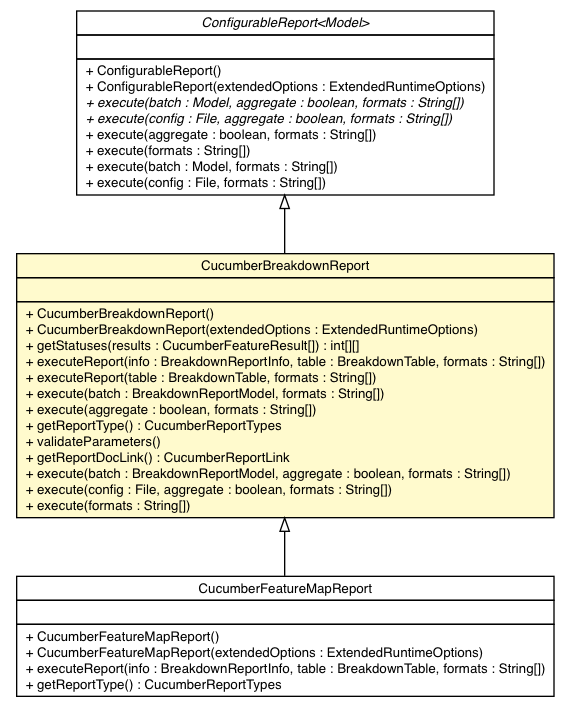 ConfigurableReport<Model>
+ ConfigurableReport()
+ ConfigurableReport(extendedOptions : ExtendedRuntimeOptions)
+ execute(batch : Model, aggregate : boolean, formats : String[])
+ execute(config : File, aggregate : boolean, formats : String[])
+ execute(aggregate : boolean, formats : String[])
+ execute(formats : String[])
+ execute(batch : Model, formats : String[])
+ execute(config : File, formats : String[])
CucumberBreakdownReport
+ CucumberBreakdownReport()
+ CucumberBreakdownReport(extendedOptions : ExtendedRuntimeOptions)
+ getStatuses(results : CucumberFeatureResult[]) : int[][]
+ executeReport(info : BreakdownReportInfo, table : BreakdownTable, formats : String[])
+ executeReport(table : BreakdownTable, formats : String[])
+ execute(batch : BreakdownReportModel, formats : String[])
+ execute(aggregate : boolean, formats : String[])
+ getReportType() : CucumberReportTypes
+ validateParameters()
+ getReportDocLink() : CucumberReportLink
+ execute(batch : BreakdownReportModel, aggregate : boolean, formats : String[])
+ execute(config : File, aggregate : boolean, formats : String[])
+ execute(formats : String[])
CucumberFeatureMapReport
+ CucumberFeatureMapReport()
+ CucumberFeatureMapReport(extendedOptions : ExtendedRuntimeOptions)
+ executeReport(info : BreakdownReportInfo, table : BreakdownTable, formats : String[])
+ getReportType() : CucumberReportTypes